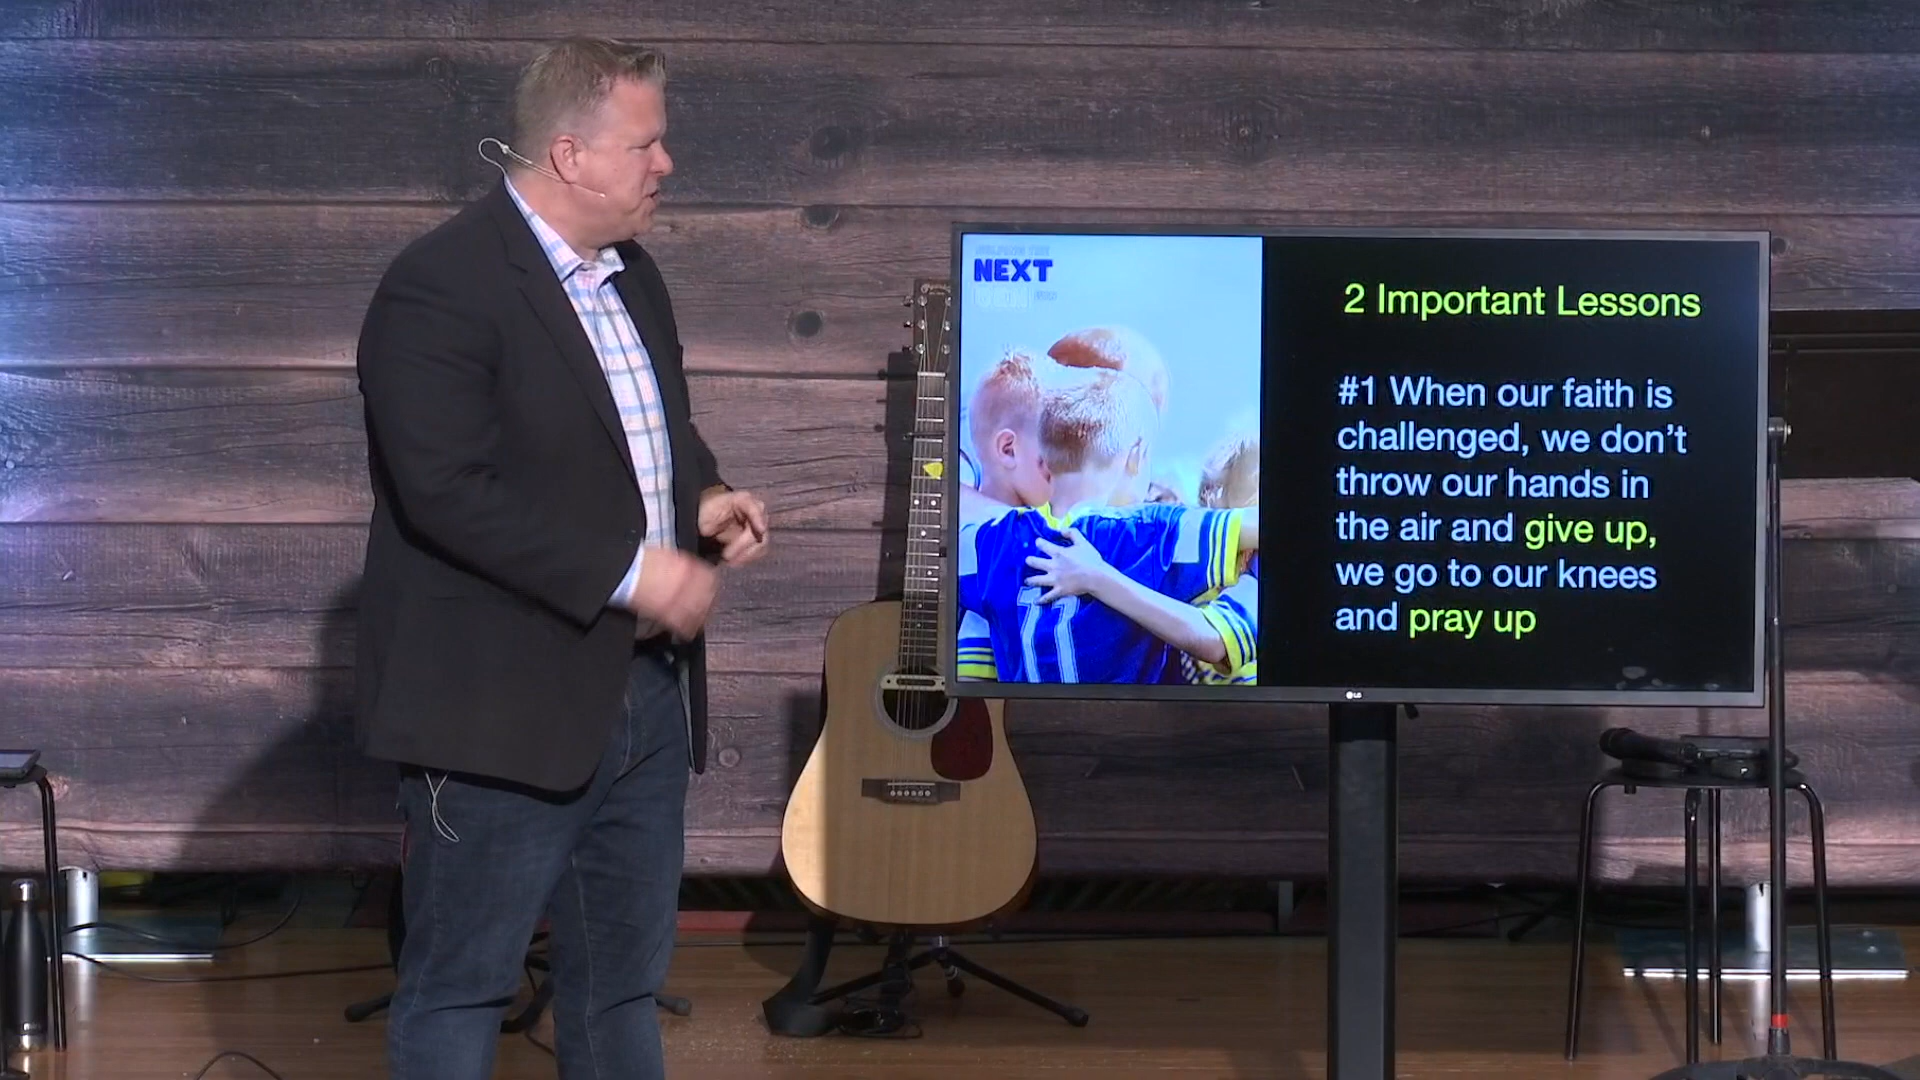 NEXT
2 Important Lessons
#1 When our faith is
challenged, we don't
throw our hands in
the air and give up,
we go to our knees
and pray up
11
LG